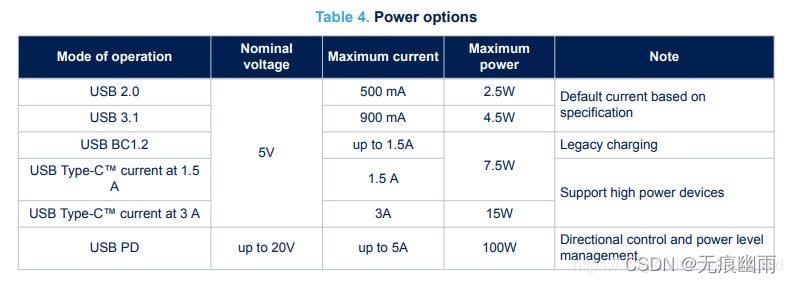 Table 4. Power options
Mode of operation
Nominal
voltage
Maximum current
Maximum
power
Note
USB 2.0
5V
500 mA
2.5W
Default current based on
specification
USB 3.1
900 mA
4.5W
USB BC1.2
up to 1.5A
7.5W
Legacy charging
USB Type-C™ current at 1.5
A
1.5 A
Support high power devices
USB Type-C™ current at 3 A
3A
15W
USB PD
up to 20V
up to 5A
100W
Directional control and power level
management
CSDN @无痕幽雨